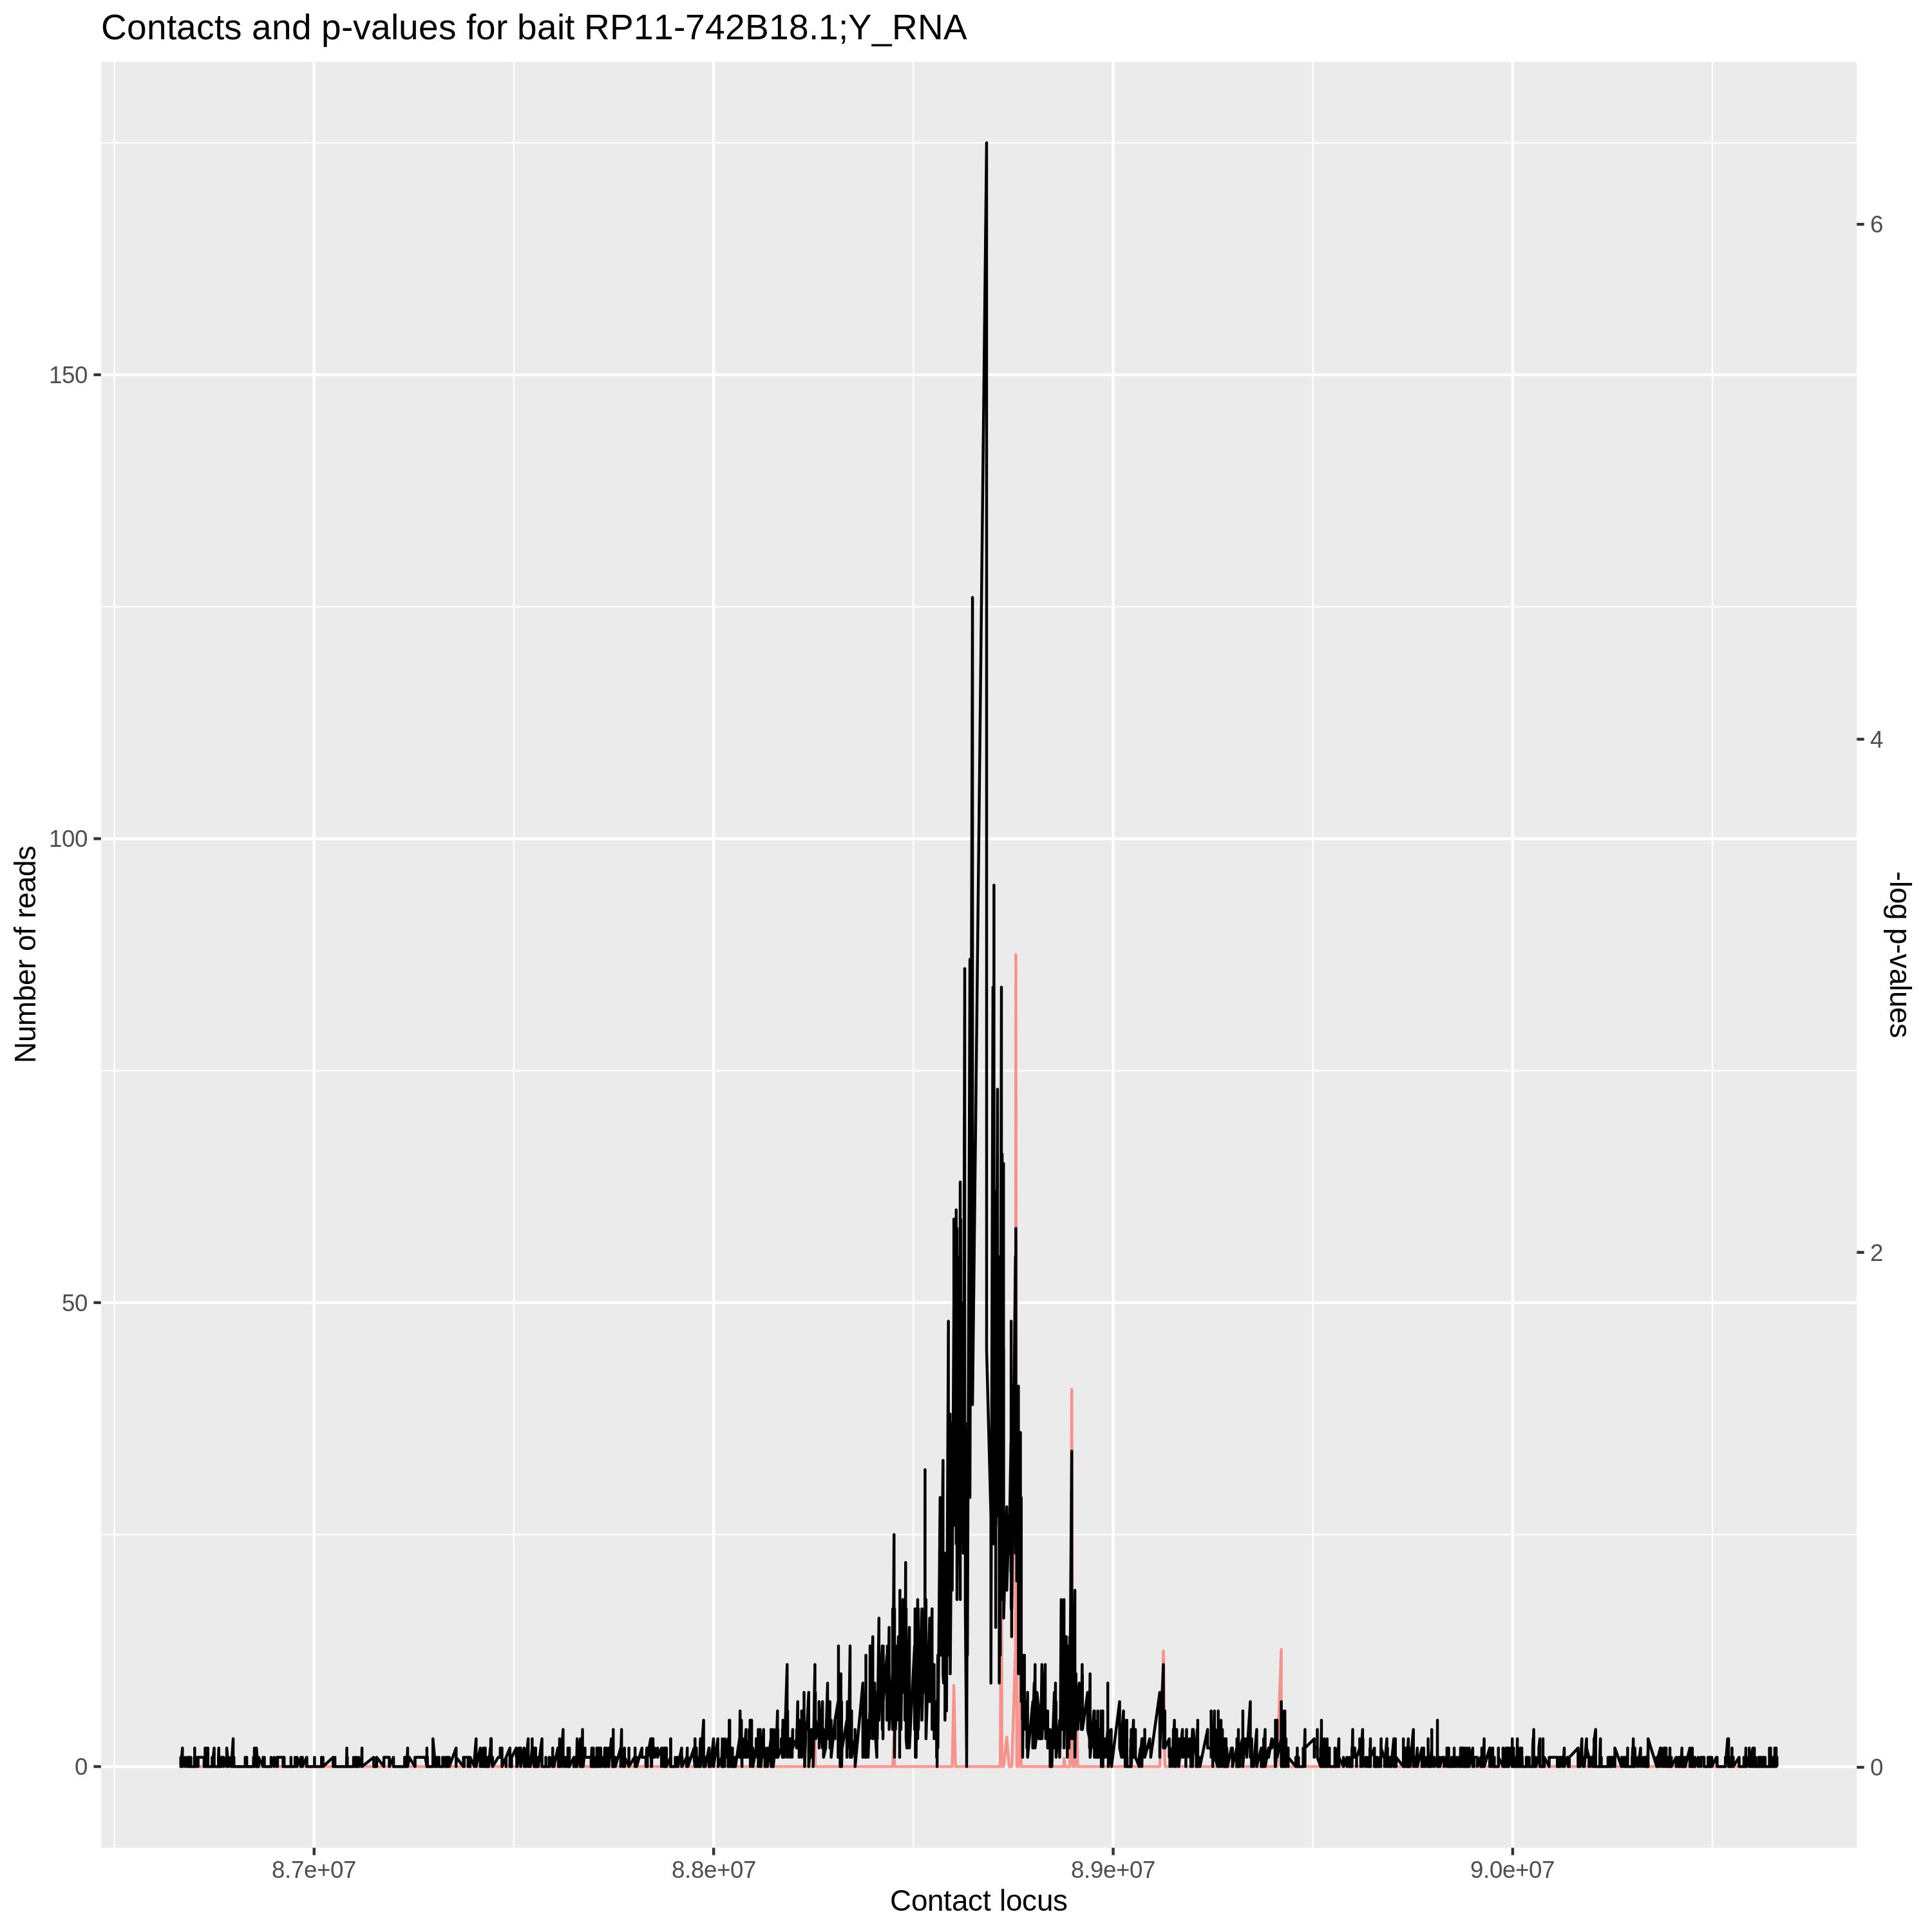 Contacts and p-values for bait RP11-742B18.1;Y_RNA
150
100
50
0
Number of reads
6
4
2
0
-log p-values
8.7e+07 8.8e+07 8.9e+07 9.0e+07
Contact locus